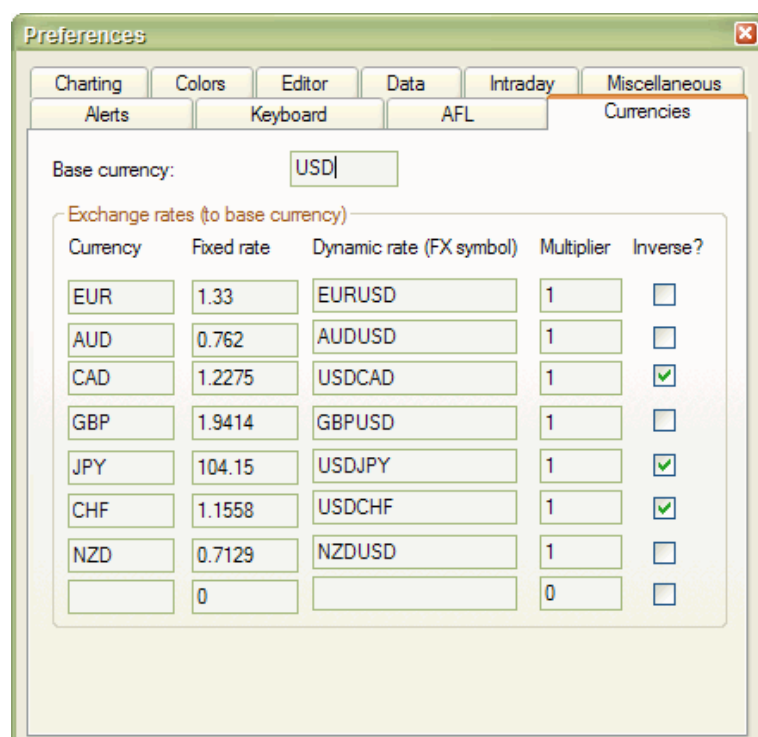 Preferences
Charting Colors Editor Data Intraday Miscellaneous
Alerts Keyboard AFL Currencies
Base currency: USD
Exchange rates (to base currency)
Currency Fixed rate Dynamic rate (FX symbol) Multiplier Inverse?
EUR 1.33 EURUSD 1
AUD 0.762 AUDUSD 1
CAD 1.2275 USDCAD 1
GBP 1.9414 GBPUSD 1
JPY 104.15 USDJPY 1
CHF 1.1558 USDCHF 1
NZD 0.7129 NZDUSD 1
0 0